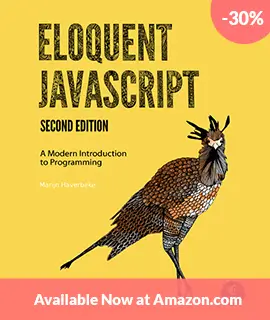 -30%
ELOQUENT
JAVASCRIPT
SECOND EDITION
A Modern Introduction
to Programming
Marijn Haverbeke
Available Now at Amazon.com